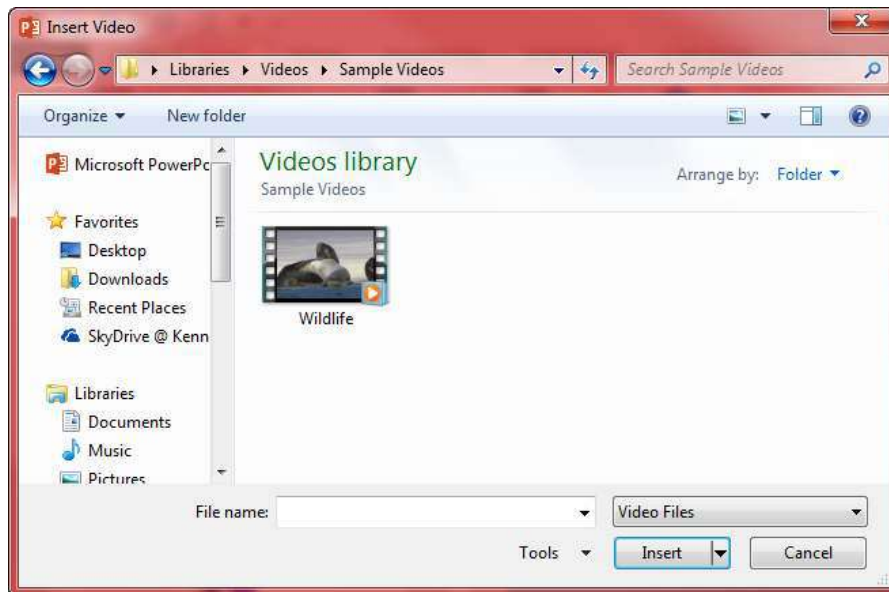 Insert Video
Libraries Videos Sample Videos
Search Sample Videos
Organize New folder
Microsoft PowerPo
Favorites
Desktop
Downloads
Recent Places
SkyDrive @ Kenn
Libraries
Documents
Music
Pictures
Videos library
Sample Videos
Arrange by: Folder
Wildlife
File name:
Video Files
Tools
Insert
Cancel